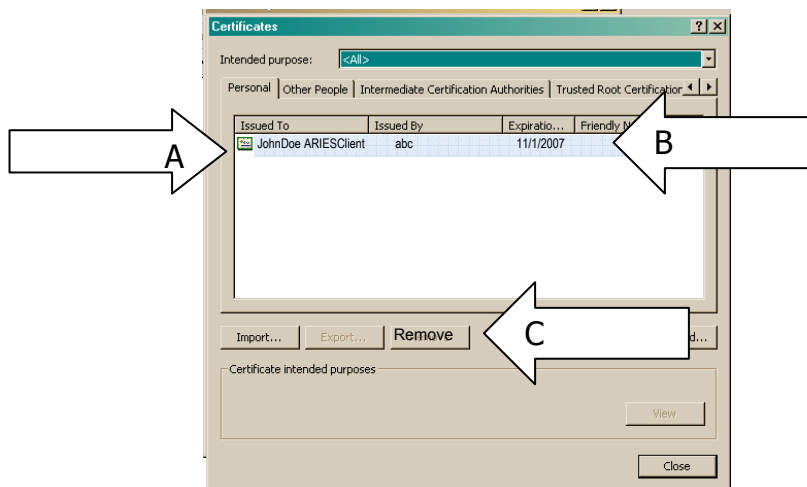 Certificates
Intended purpose: <All>
Personal Other People Intermediate Certification Authorities Trusted Root Certification
Issued To Issued By Expiratio... Friendly N
A JohnDoe ARIESClient abc 11/1/2007 B
Import... Export... Remove C d...
Certificate intended purposes
View
Close